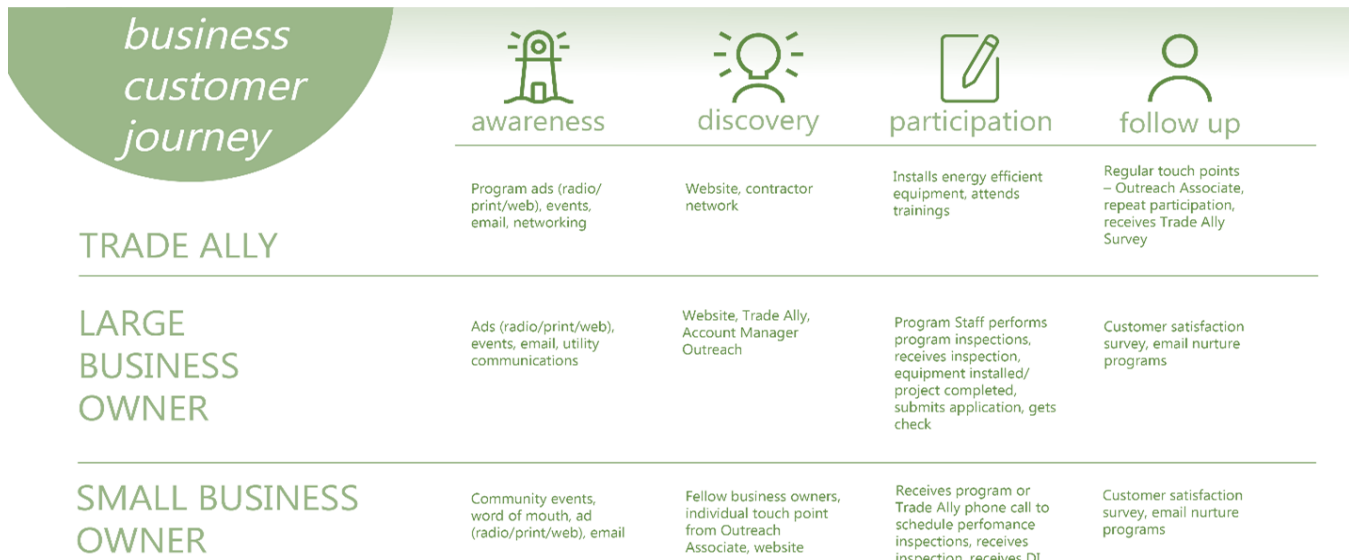 business
customer
journey
awareness
discovery
participation
follow up
TRADE ALLY
Program ads (radio/
print/web), events,
email, networking
Website, contractor
network
Installs energy efficient
equipment, attends
trainings
Regular touch points
– Outreach Associate,
repeat participation,
receives Trade Ally
Survey
LARGE
BUSINESS
OWNER
Ads (radio/print/web),
events, email, utility
communications
Website, Trade Ally,
Account Manager
Outreach
Program Staff performs
program inspections,
receives inspection,
equipment installed/
project completed,
submits application, gets
check
Customer satisfaction
survey, email nurture
programs
SMALL BUSINESS
OWNER
Community events,
word of mouth, ad
(radio/print/web), email
Fellow business owners,
individual touch point
from Outreach
Associate, website
Receives program or
Trade Ally phone call to
schedule perfomance
inspections, receives
inspection, receives DI
Customer satisfaction
survey, email nurture
programs